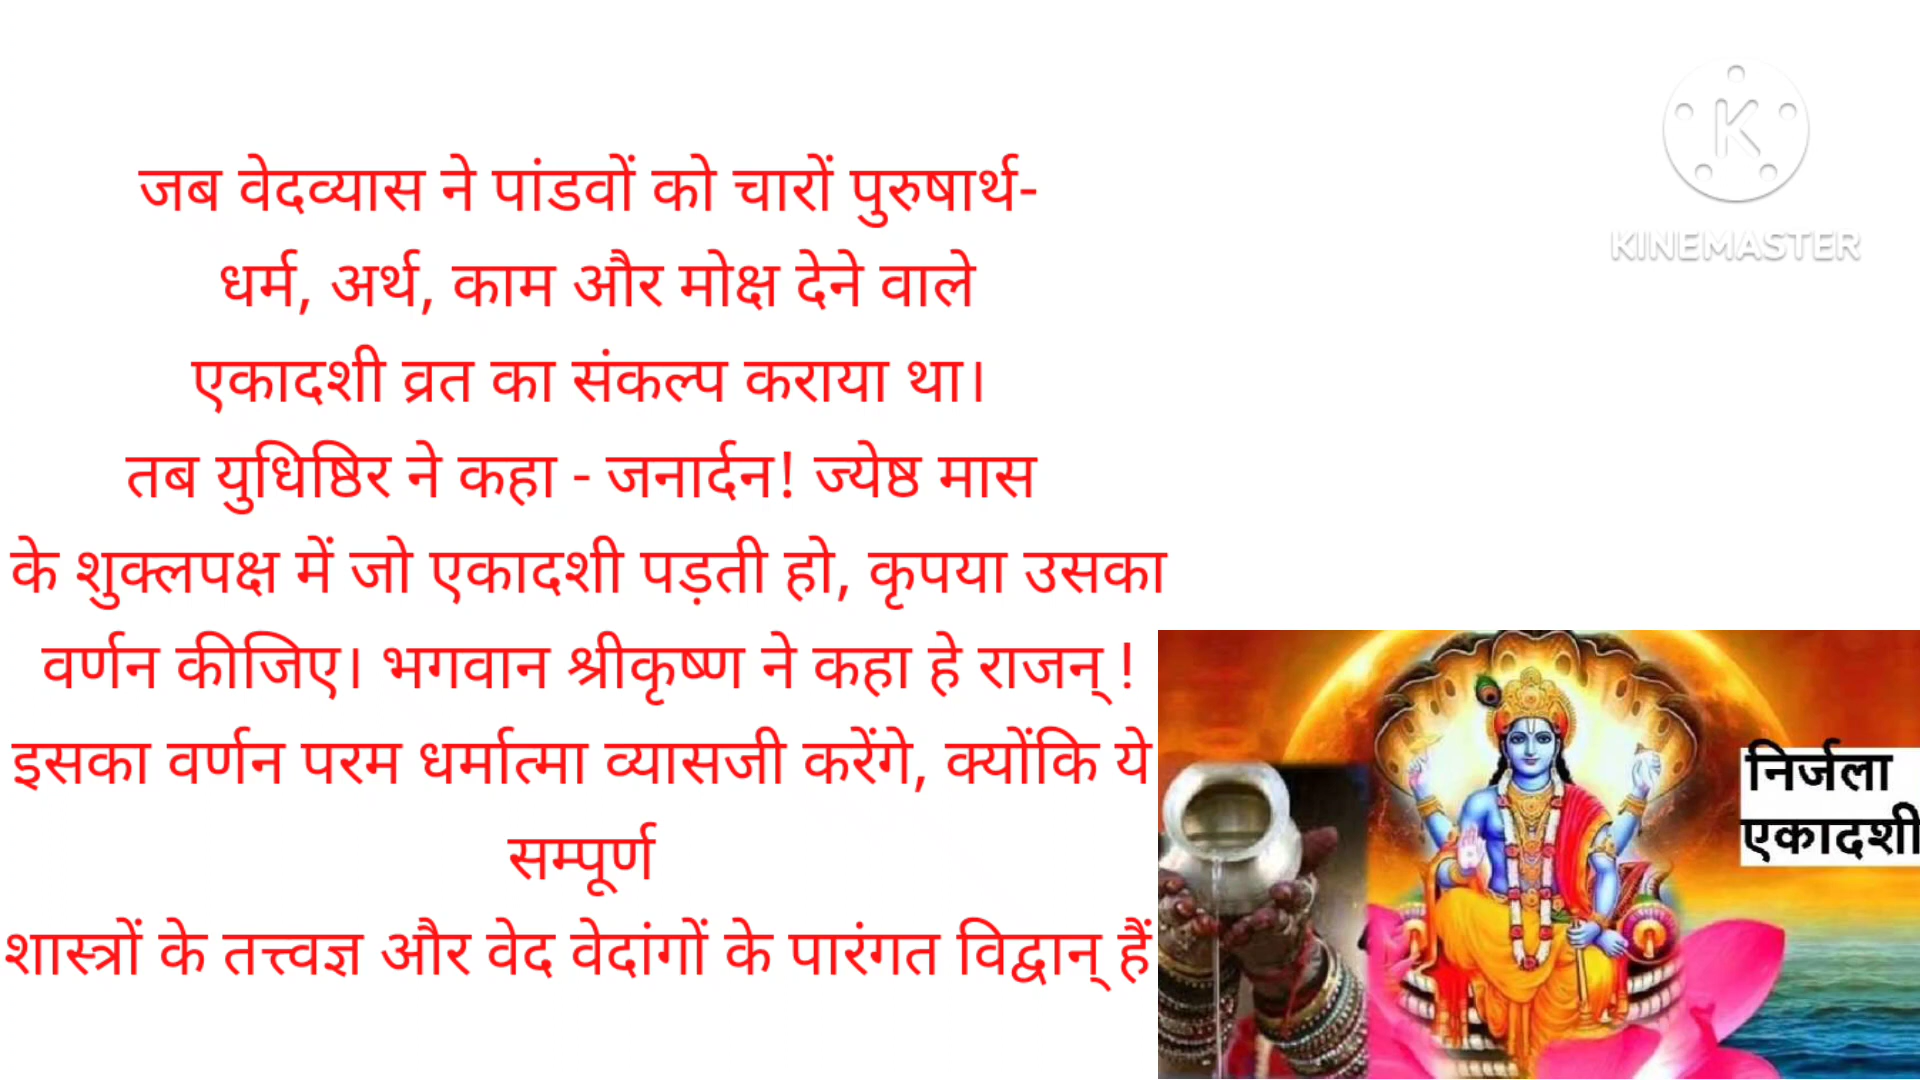 जब वेदव्यास ने पांडवों को चारों पुरुषार्थ-
धर्म, अर्थ, काम और मोक्ष देने वाले
एकादशी व्रत का संकल्प कराया था।
तब युधिष्ठिर ने कहा - जनार्दन! ज्येष्ठ मास
के शुक्लपक्ष में जो एकादशी पड़ती हो, कृपया उसका
वर्णन कीजिए। भगवान श्रीकृष्ण ने कहा हे राजन् !
इसका वर्णन परम धर्मात्मा व्यासजी करेंगे, क्योंकि ये
सम्पूर्ण
शास्त्रों के तत्त्वज्ञ और वेद वेदांगों के पारंगत विद्वान् हैं
K
KINEMASTER
निर्जला
एकादशी